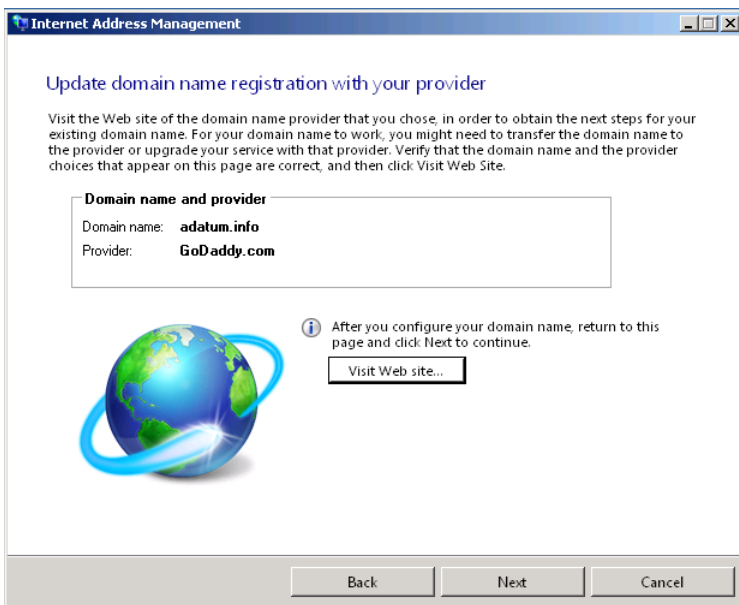 Internet Address Management
Update domain name registration with your provider
Visit the Web site of the domain name provider that you chose, in order to obtain the next steps for your
existing domain name. For your domain name to work, you might need to transfer the domain name to
the provider or upgrade your service with that provider. Verify that the domain name and the provider
choices that appear on this page are correct, and then click Visit Web Site.
Domain name and provider
Domain name: adatum.info
Provider: GoDaddy.com
After you configure your domain name, return to this
page and click Next to continue.
Visit Web site...
Back Next Cancel